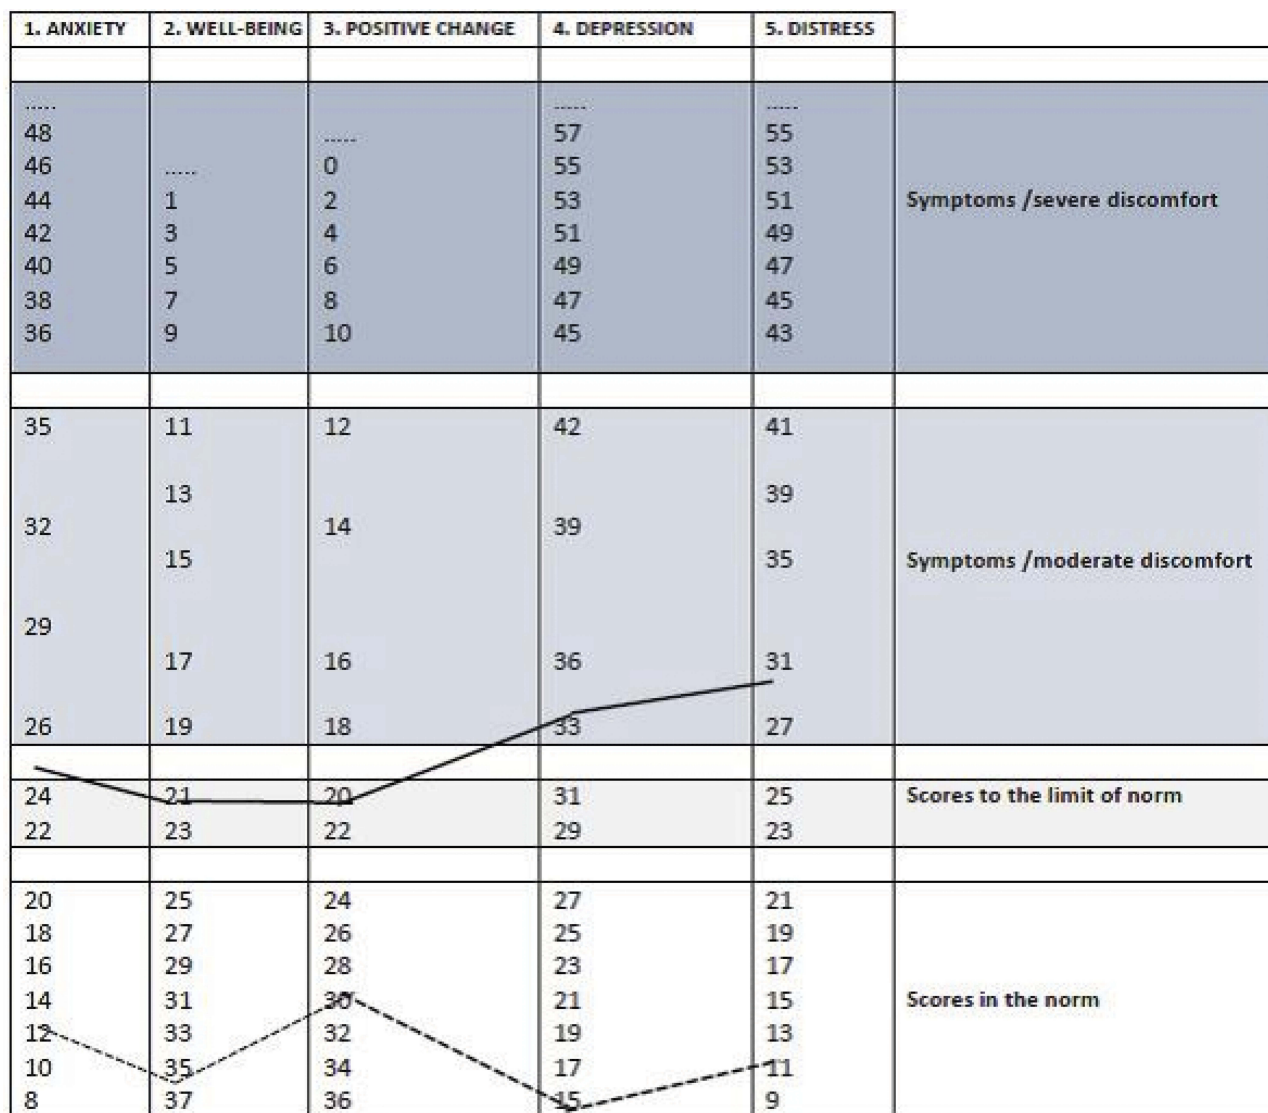 1. ANXIETY 2. WELL-BEING 3. POSITIVE CHANGE 4. DEPRESSION 5. DISTRESS
..... ..... .....
48 ..... 57 55
46 ..... 0 55 53
44 1 2 53 51 Symptoms /severe discomfort
42 3 4 51 49
40 5 6 49 47
38 7 8 47 45
36 9 10 45 43
35 11 12 42 41
13 39
32 14 39
15 35 Symptoms /moderate discomfort
29
17 16 36 31
26 19 18 33 27
24 21 20 31 25 Scores to the limit of norm
22 23 22 29 23
20 25 24 27 21
18 27 26 25 19
16 29 28 23 17
14 31 30 21 15 Scores in the norm
12 33 32 19 13
10 35 34 17 11
8 37 36 15 9